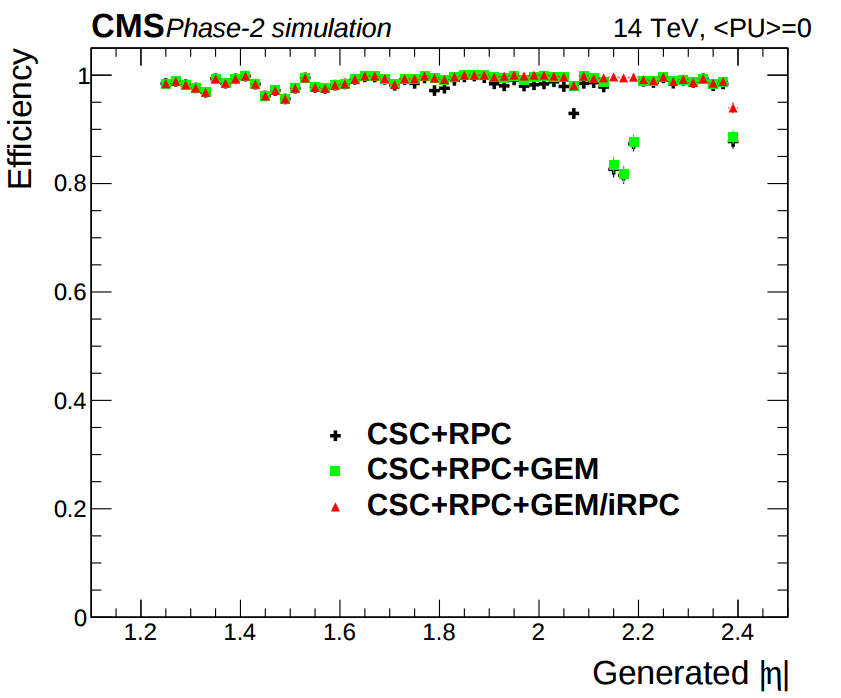 CMS Phase-2 simulation 14 TeV, <PU>=0
Efficiency
1
0.8
0.6
0.4
0.2
0
CSC+RPC
CSC+RPC+GEM
CSC+RPC+GEM/iRPC
1.2 1.4 1.6 1.8 2 2.2 2.4
Generated |η|